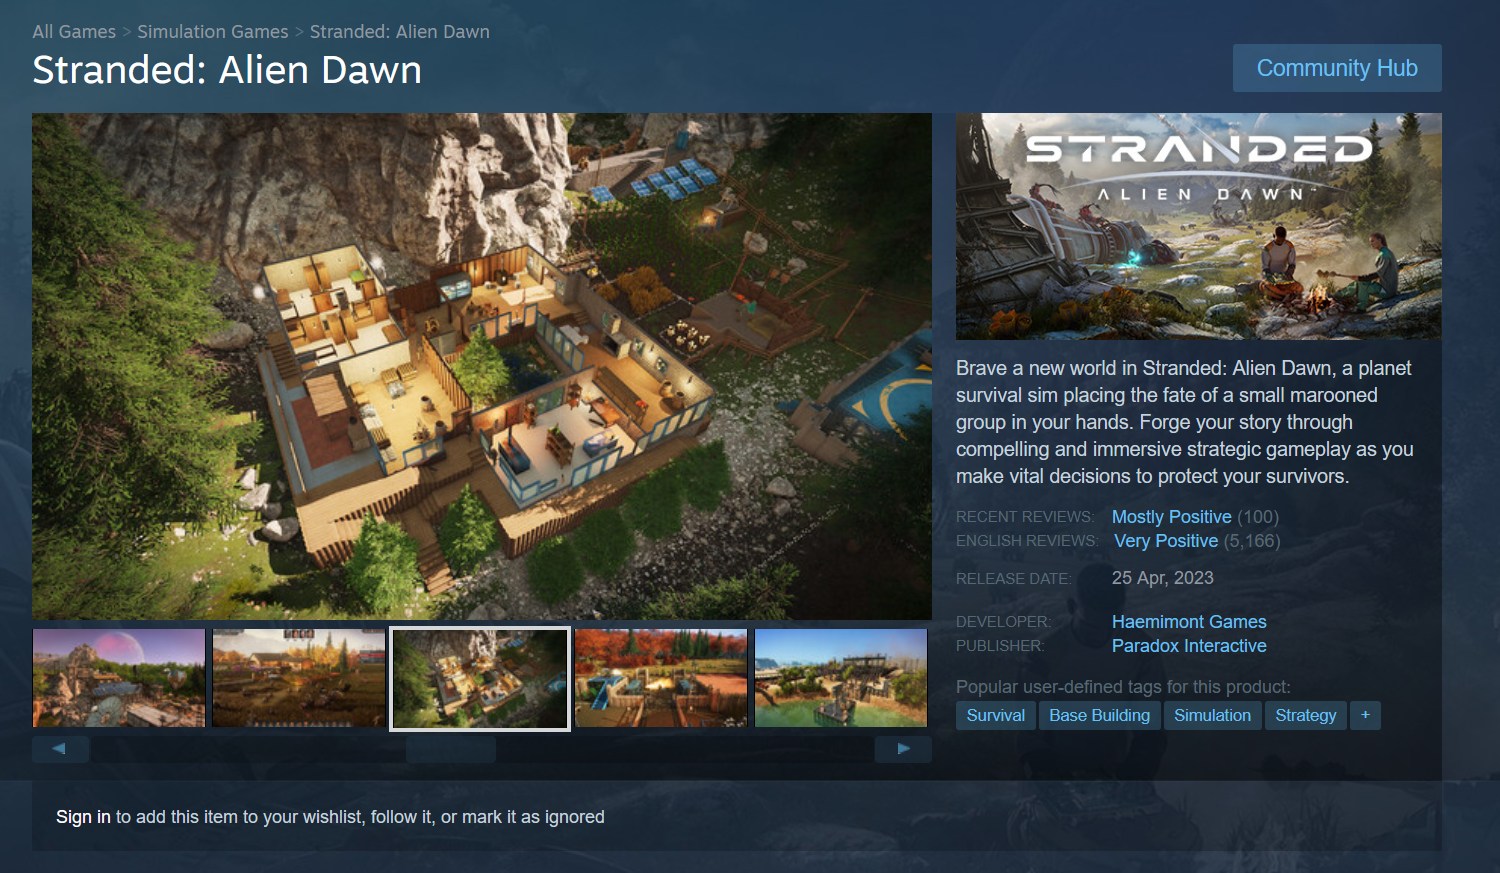 All Games > Simulation Games > Stranded: Alien Dawn
Stranded: Alien Dawn
Community Hub
STRANDED
ALIEN DAWN™
Brave a new world in Stranded: Alien Dawn, a planet
survival sim placing the fate of a small marooned
group in your hands. Forge your story through
compelling and immersive strategic gameplay as you
make vital decisions to protect your survivors.
RECENT REVIEWS: Mostly Positive (100)
ENGLISH REVIEWS: Very Positive (5,166)
RELEASE DATE: 25 Apr, 2023
DEVELOPER: Haemimont Games
PUBLISHER: Paradox Interactive
Popular user-defined tags for this product:
Survival Base Building Simulation Strategy +
Sign in to add this item to your wishlist, follow it, or mark it as ignored